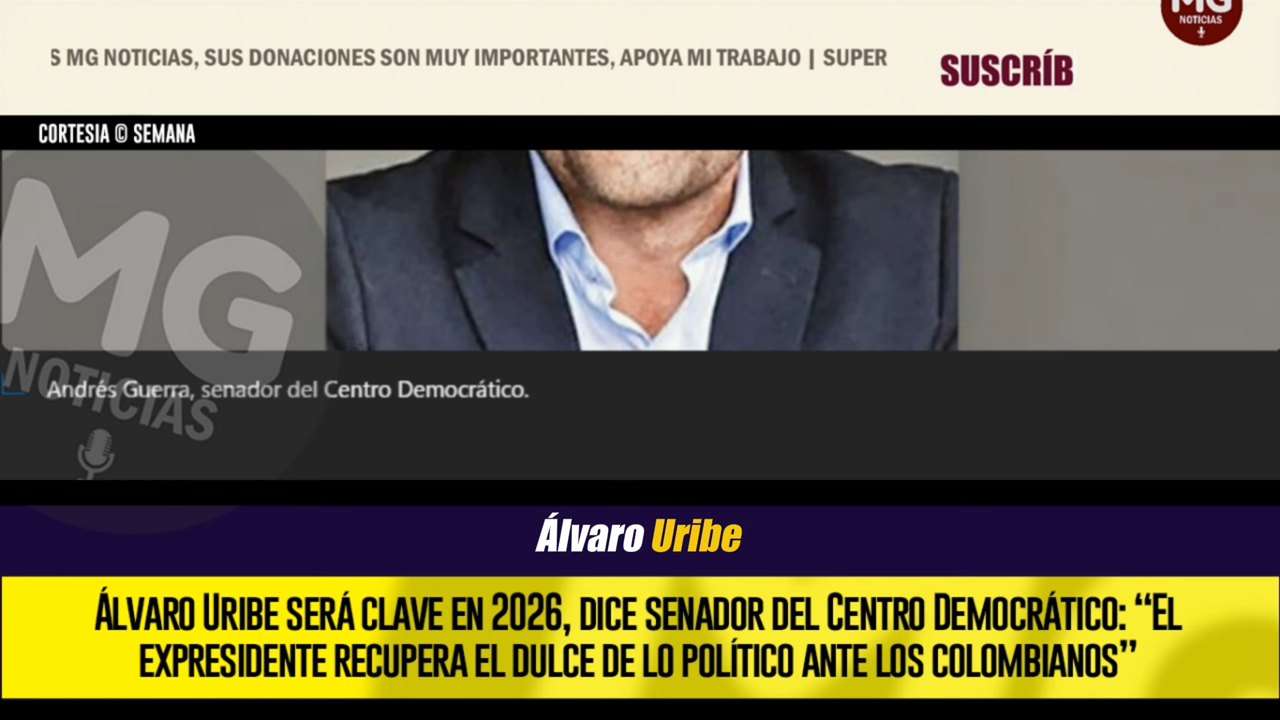 MG
NOTICIAS
S MG NOTICIAS, SUS DONACIONES SON MUY IMPORTANTES, APOYA MI TRABAJO | SUPER
SUSCRÍB
CORTESIA © SEMANA
MG
NOTICIAS
Andrés Guerra, senador del Centro Democrático.
Álvaro Uribe
ÁLVARO URIBE SERÁ CLAVE EN 2026, DICE SENADOR DEL CENTRO DEMOCRÁTICO: “EL
EXPRESIDENTE RECUPERA EL DULCE DE LO POLÍTICO ANTE LOS COLOMBIANOS”